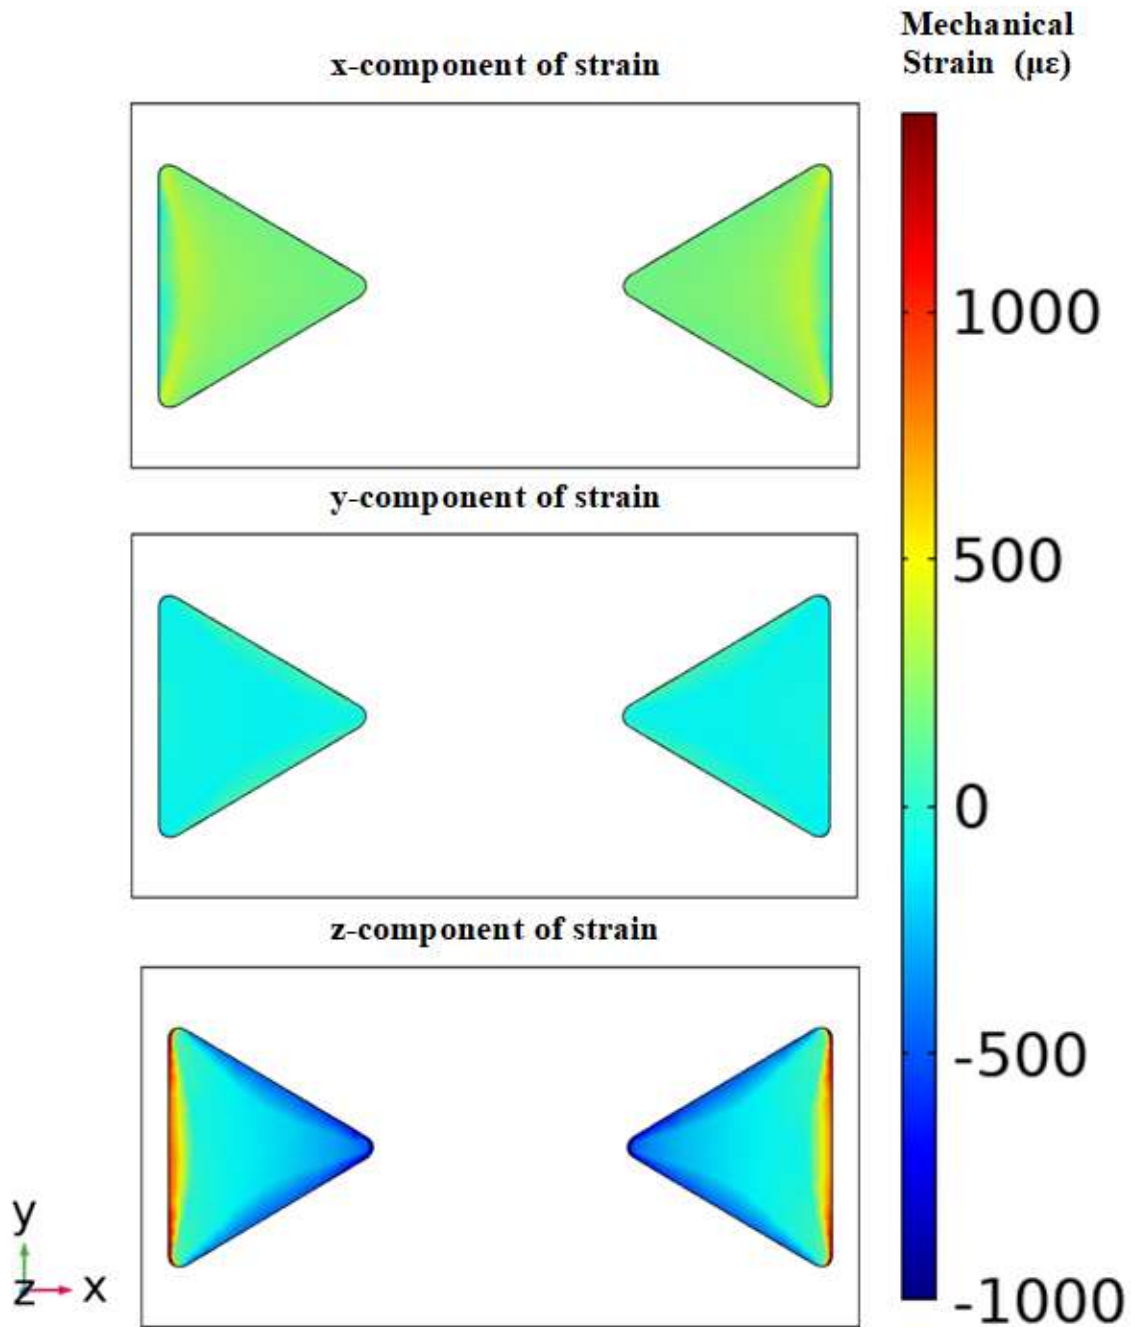 Mechanical
Strain (με)
x-component of strain
1000
y-component of strain
500
0
z-component of strain
-500
y
z x
-1000